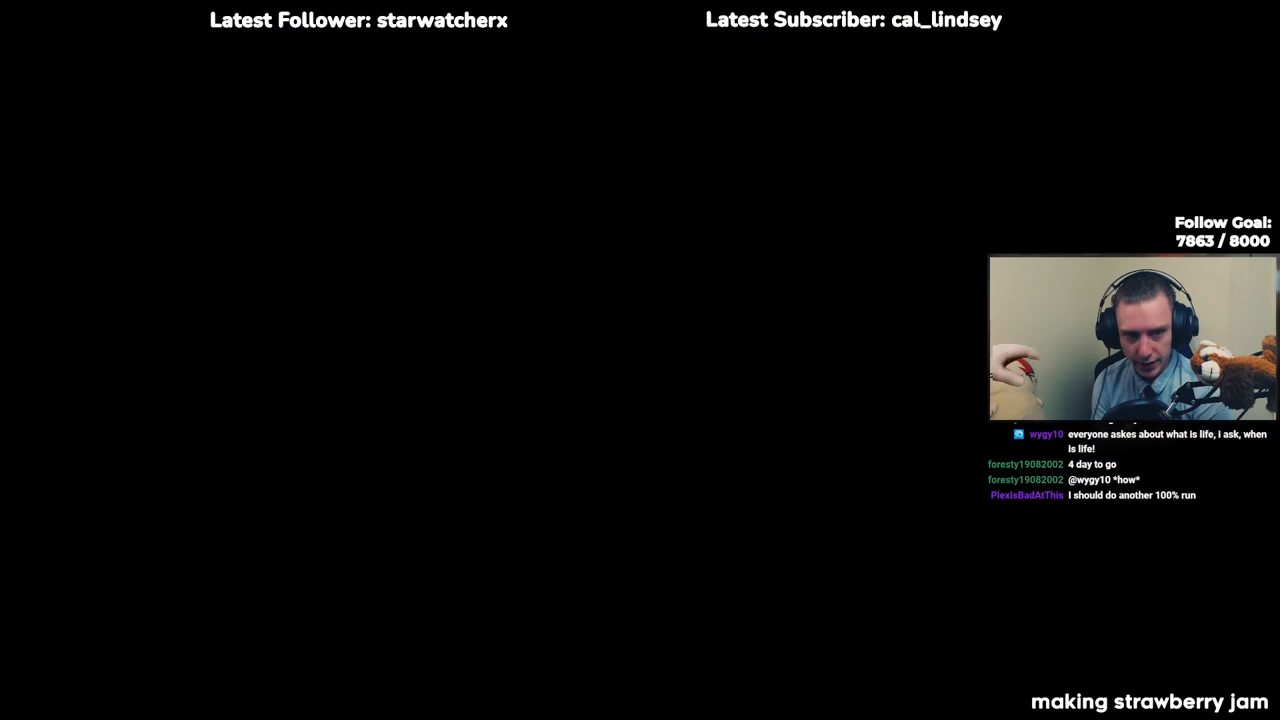 Latest Follower: starwatcherx
Latest Subscriber: cal_lindsey
Follow Goal:
7863 / 8000
wygy10 everyone askes about what is life, i ask, when
is life!
foresty19082002 4 day to go
foresty19082002 @wygy10 *how*
PlexIsBadAtThis I should do another 100% run
making strawberry jam